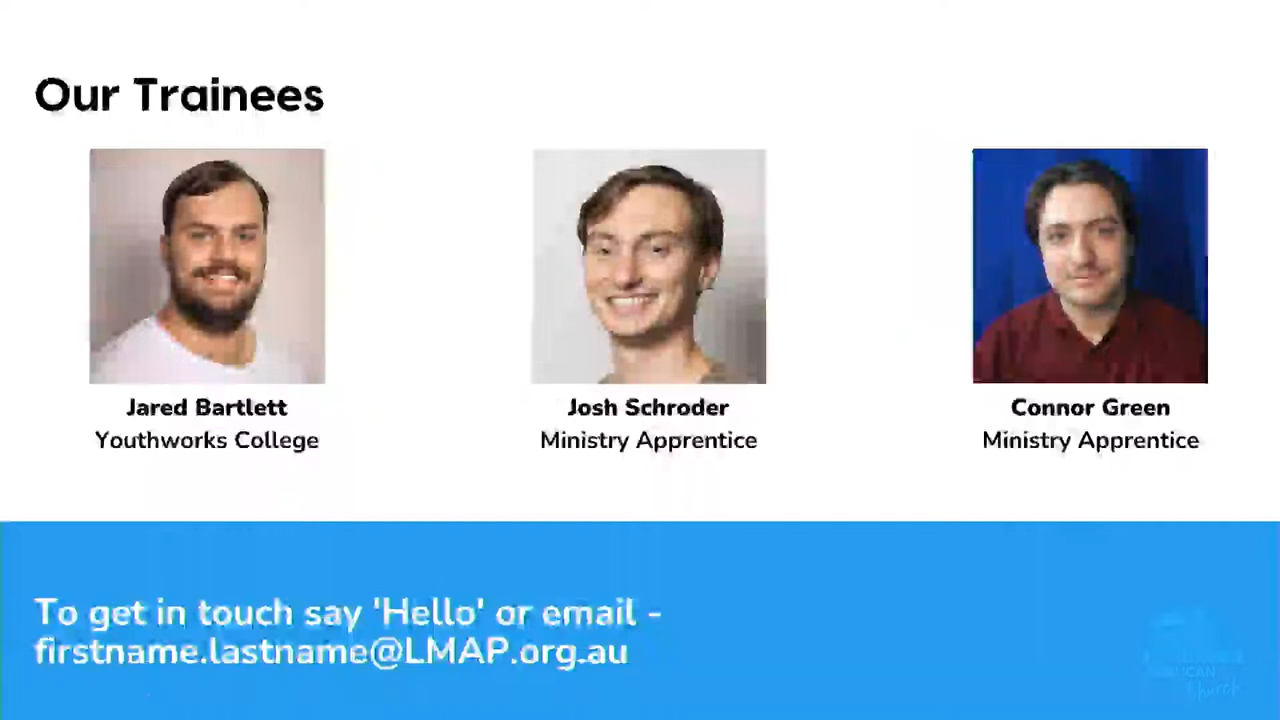 Our Trainees
Jared Bartlett
Youthworks College
Josh Schroder
Ministry Apprentice
Connor Green
Ministry Apprentice
To get in touch say 'Hello' or email -
firstname.lastname@LMAP.org.au
Church